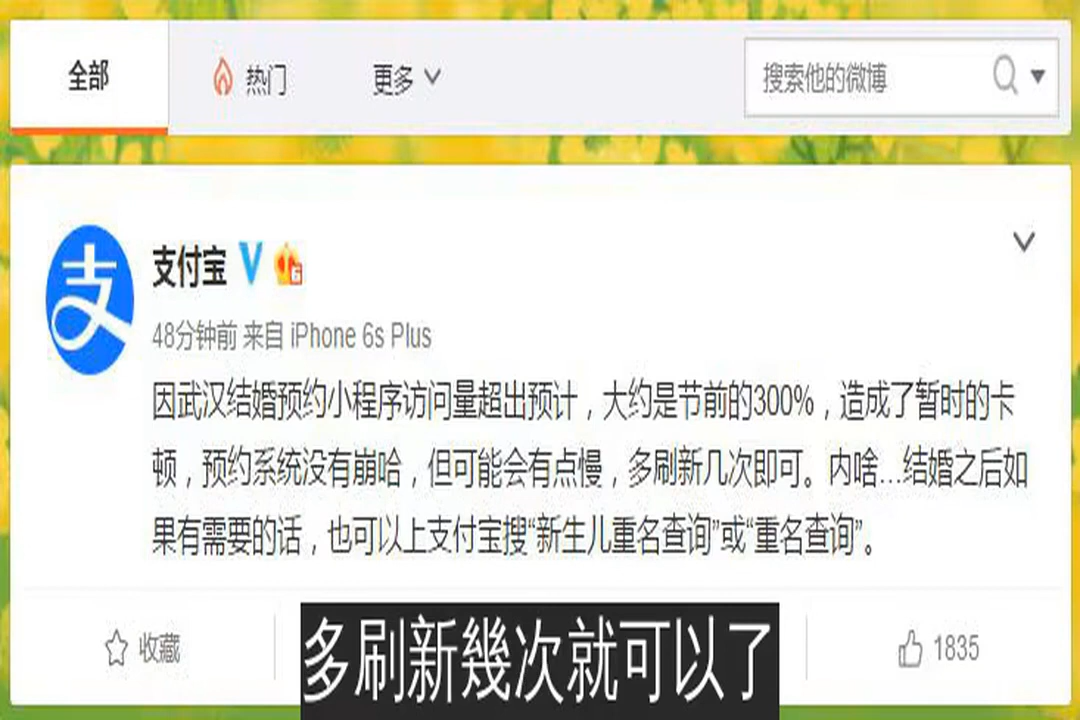 全部
热门
更多
搜索他的微博
支付宝
48分钟前 来自 iPhone 6s Plus
因武汉结婚预约小程序访问量超出预计，大约是节前的300%，造成了暂时的卡
顿，预约系统没有崩哈，但可能会有点慢，多刷新几次即可。内啥...结婚之后如
果有需要的话，也可以上支付宝搜“新生儿重名查询”或“重名查询”。
收藏
1835
多刷新幾次就可以了